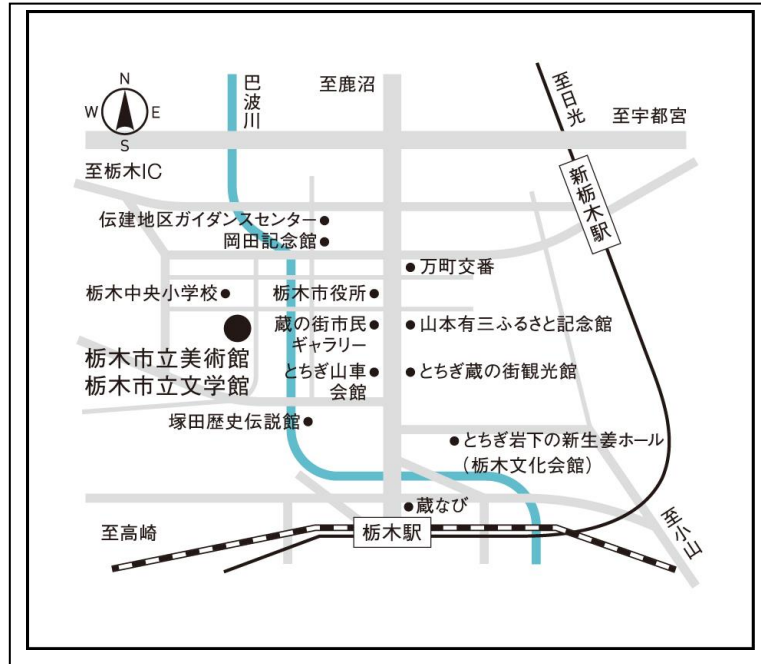 N
W
E
S
巴波川
至鹿沼
至日光
至宇都宮
至栃木IC
新栃木駅
伝建地区ガイダンスセンター
岡田記念館
万町交番
栃木中央小学校
栃木市役所
蔵の街市民
ギャラリー
山本有三ふるさと記念館
栃木市立美術館
栃木市立文学館
とちぎ山車
会館
とちぎ蔵の街観光館
塚田歴史伝説館
とちぎ岩下の新生姜ホール
（栃木文化会館）
蔵なび
至高崎
栃木駅
至小山